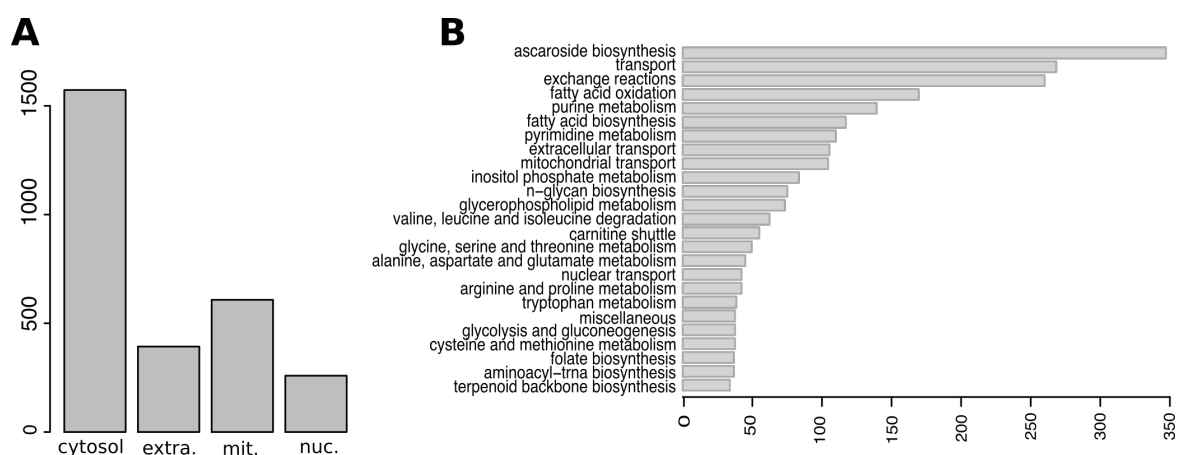 A
1500
1000
500
0
cytosol extra. mit. nuc.
B
ascaroside biosynthesis
transport
exchange reactions
fatty acid oxidation
purine metabolism
fatty acid biosynthesis
pyrimidine metabolism
extracellular transport
mitochondrial transport
inositol phosphate metabolism
n−glycan biosynthesis
glycerophospholipid metabolism
valine, leucine and isoleucine degradation
carnitine shuttle
glycine, serine and threonine metabolism
alanine, aspartate and glutamate metabolism
nuclear transport
arginine and proline metabolism
tryptophan metabolism
miscellaneous
glycolysis and gluconeogenesis
cysteine and methionine metabolism
folate biosynthesis
aminoacyl−trna biosynthesis
terpenoid backbone biosynthesis
0 50 100 150 200 250 300 350